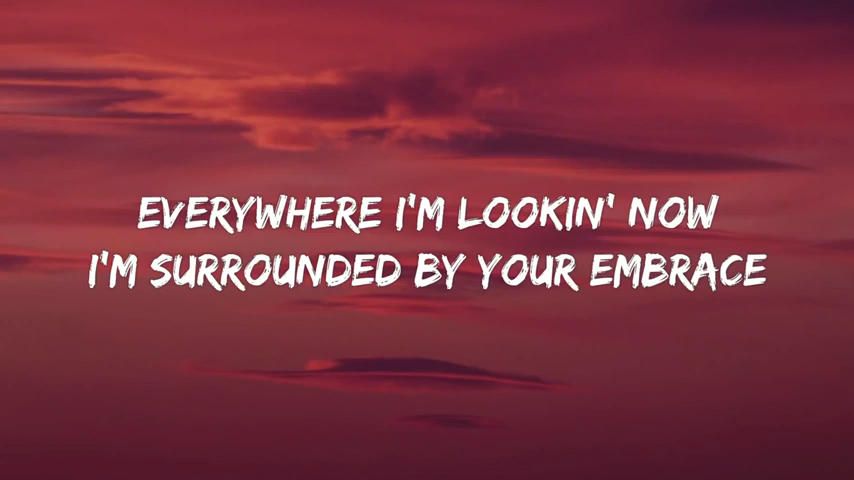 EVERYWHERE I'M LOOKIN' NOW
I'M SURROUNDED BY YOUR EMBRACE